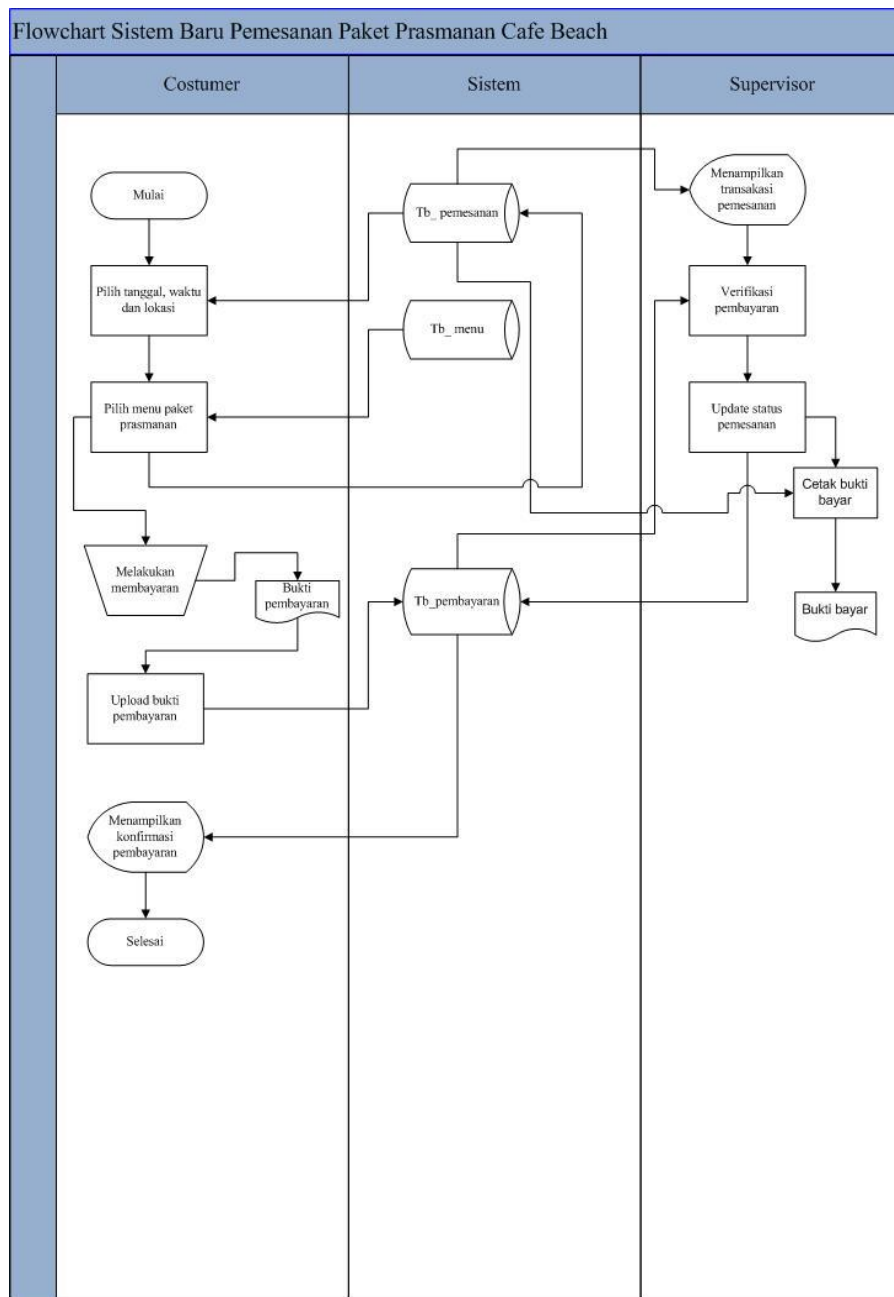 Flowchart Sistem Baru Pemesanan Paket Prasmanan Cafe Beach
Costumer
Sistem
Supervisor
Mulai
Pilih tanggal, waktu
dan lokasi
Pilih menu paket
prasmanan
Melakukan
membayaran
Bukti
pembayaran
Upload bukti
pembayaran
Menampilkan
konfirmasi
pembayaran
Selesai
Tb_ pemesanan
Tb_ menu
Tb_pembayaran
Menampilkan
transakasi
pemesanan
Verifikasi
pembayaran
Update status
pemesanan
Cetak bukti
bayar
Bukti bayar